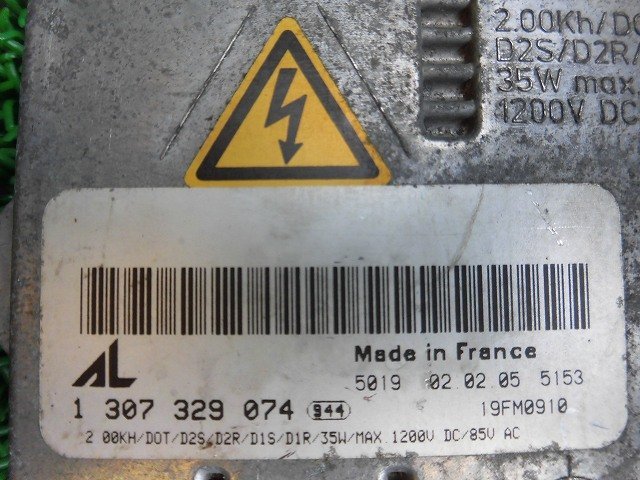 2.00Kh/DO
D2S/D2R/
35W max.
1200V DC
AL
Made in France
5019 02.02.05 5153
1 307 329 074 944
19FM0910
2 00KH/DOT/D2S/D2R/D1S/D1R/35W/MAX.1200V DC/85V AC